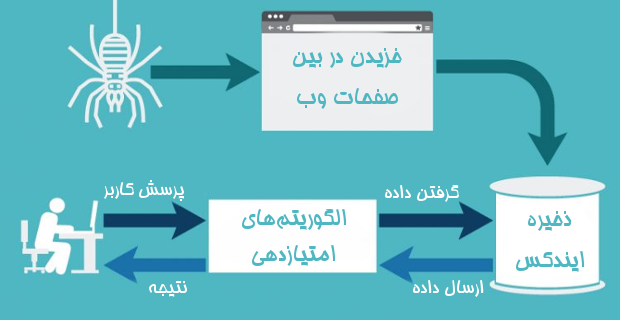 خزیدن در بین
صفحات وب
پرسش کاربر
الگوریتم‌های
امتیازدهی
گرفتن داده
ذخیره
ایندکس
ارسال داده
نتیجه